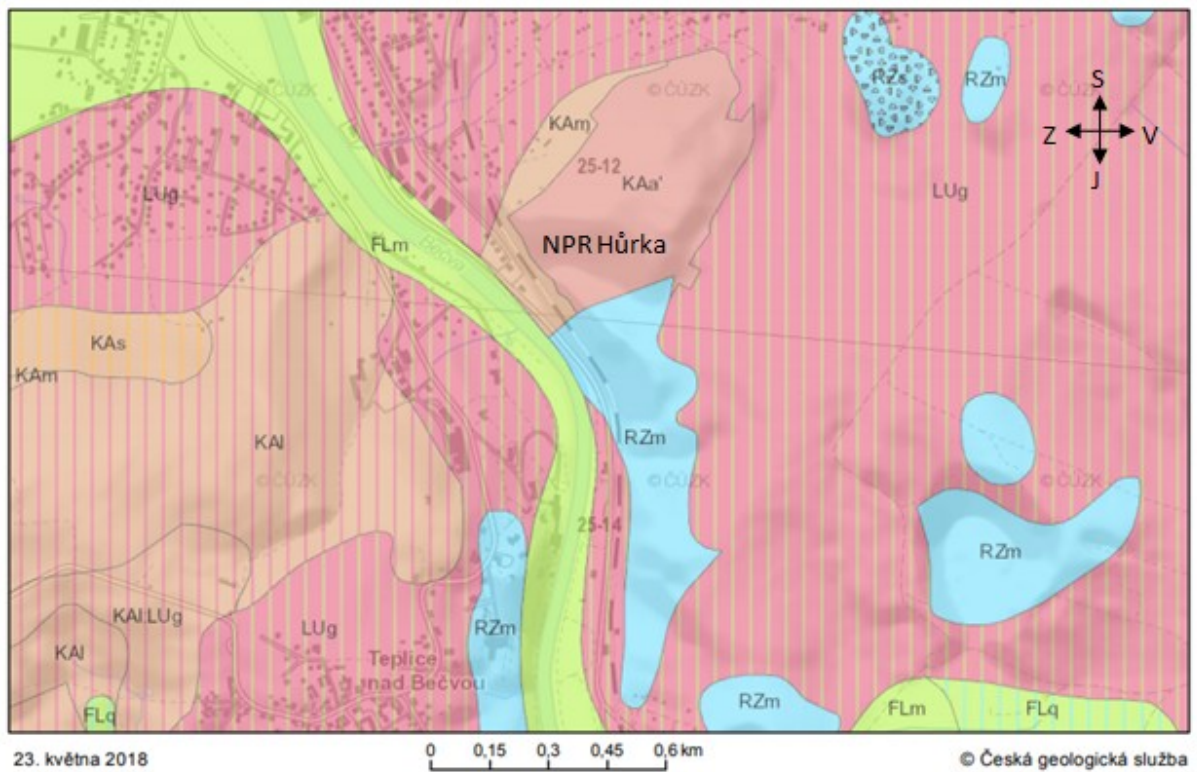 © ČÚZK
© ČÚZK
© ČÚZK
RZs
RZm
S
Z V
J
KAm
25-12
KAa'
LUg
LUg
FLm
Bečva
NPR Hůrka
KAs
KAm
KAl
RZm
© ČÚZK
© ČÚZK
© ČÚZK
25-14
RZm
KAl:LUg
LUg
RZm
KAl
Teplice
nad Bečvou
FLq
RZm
FLm
FLq
23. května 2018
0 0,15 0,3 0,45 0,6 km
© Česká geologická služba